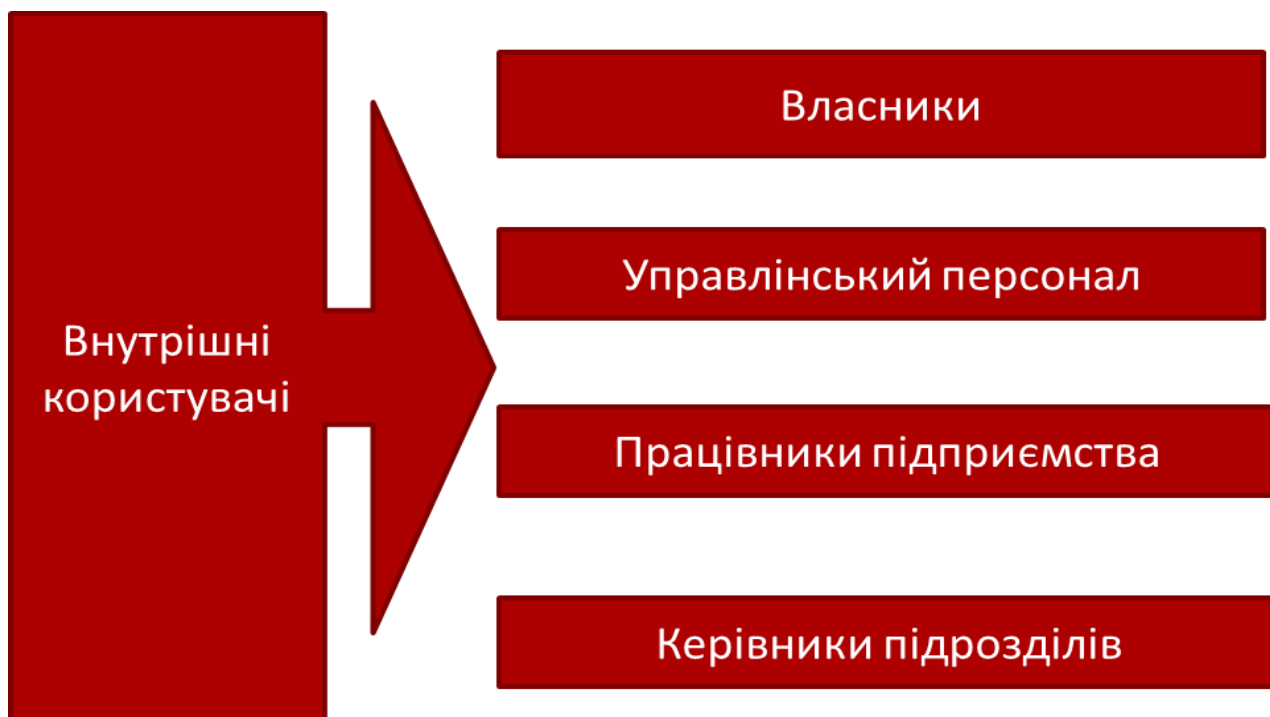 Внутрішні
користувачі
Власники
Управлінський персонал
Працівники підприємства
Керівники підрозділів